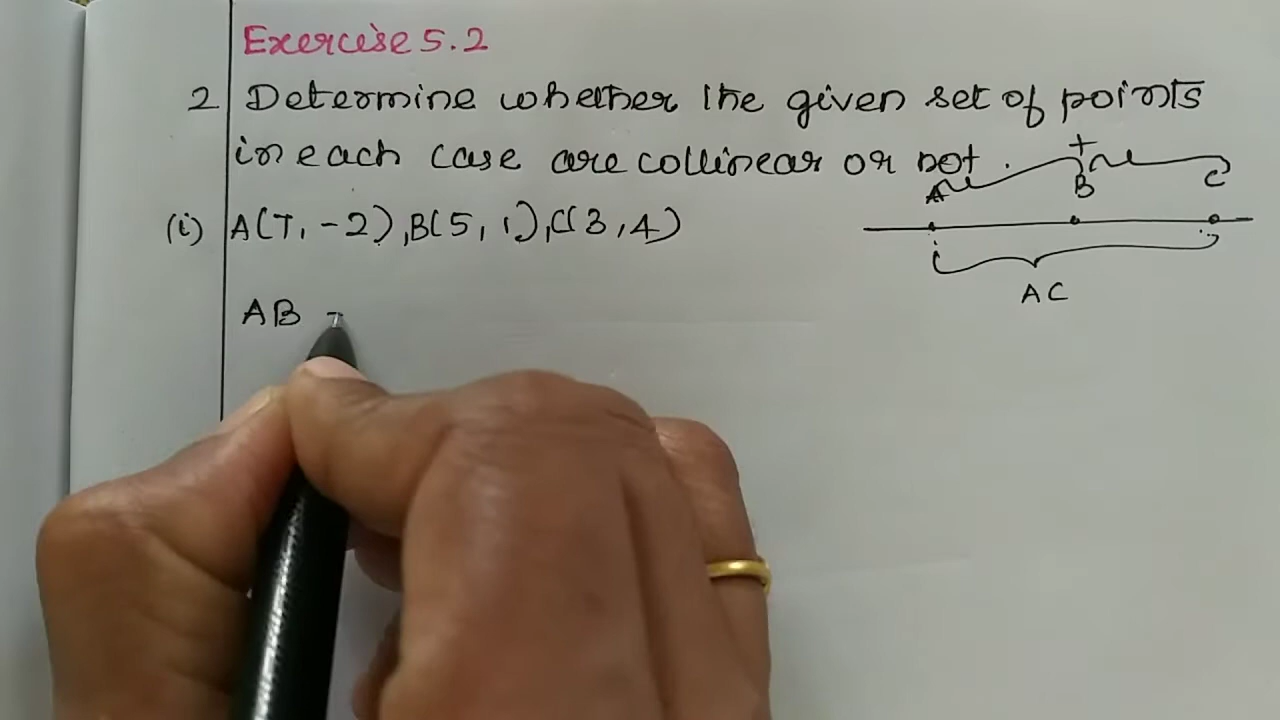 Exercise 5.2
2 Determine whether the given set of points
in each case are collinear or not.
(i) A(7, -2), B(5, 1), C(3, 4)
A + B C
AC
AB =